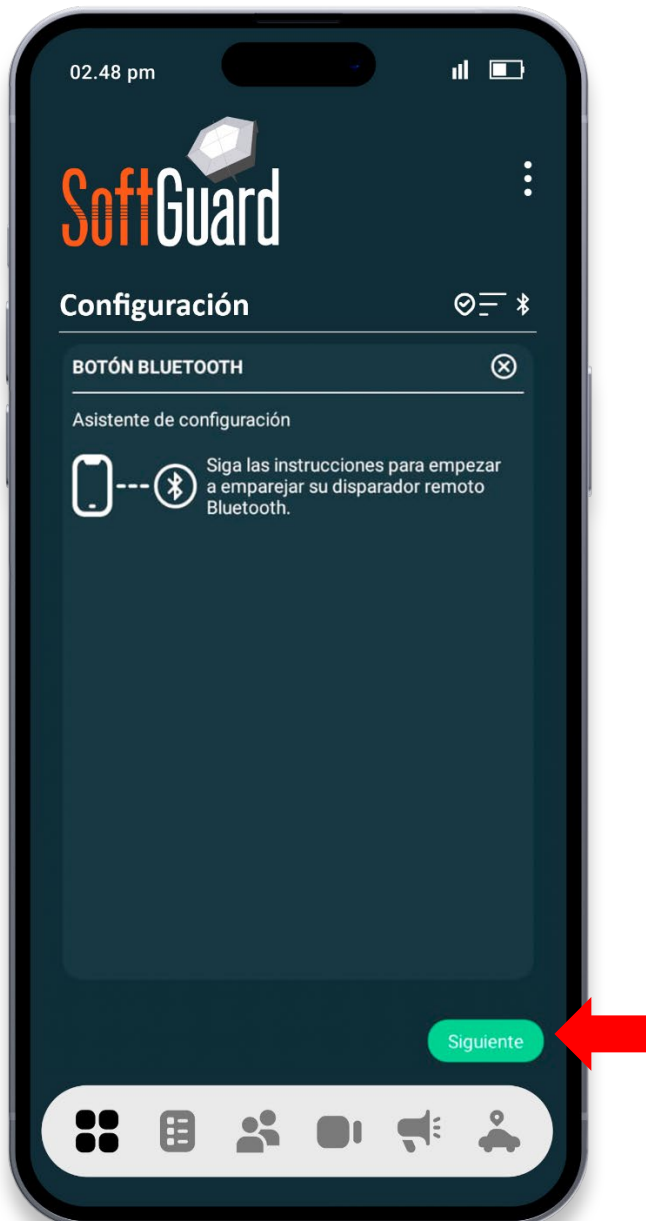 02.48 pm
SoftGuard
Configuración
BOTÓN BLUETOOTH
Asistente de configuración
Siga las instrucciones para empezar
a emparejar su disparador remoto
Bluetooth.
Siguiente